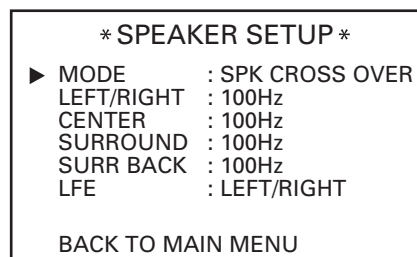 *SPEAKER SETUP*
▶ MODE : SPK CROSS OVER
LEFT/RIGHT : 100Hz
CENTER : 100Hz
SURROUND : 100Hz
SURR BACK : 100Hz
LFE : LEFT/RIGHT
BACK TO MAIN MENU